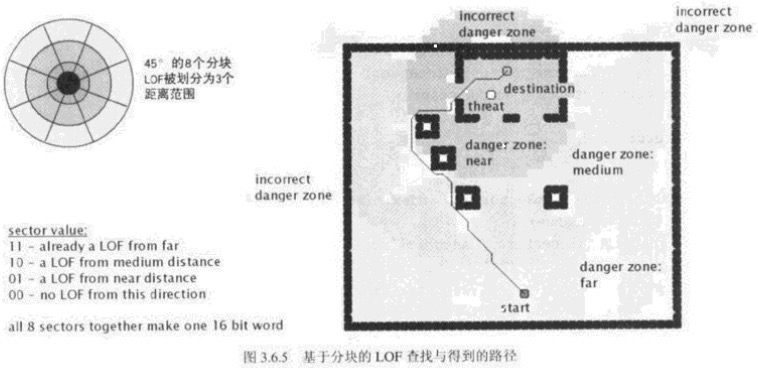 45° 的8个分块
LOF被划分为3个
距离范围
incorrect
danger zone
incorrect
danger zone
destination
threat
danger zone:
near
danger zone:
medium
incorrect
danger zone
sector value:
11 - already a LOF from far
10 - a LOF from medium distance
01 - a LOF from near distance
00 - no LOF from this direction
danger zone:
far
start
all 8 sectors together make one 16 bit word
图 3.6.5 基于分块的 LOF 查找与得到的路径